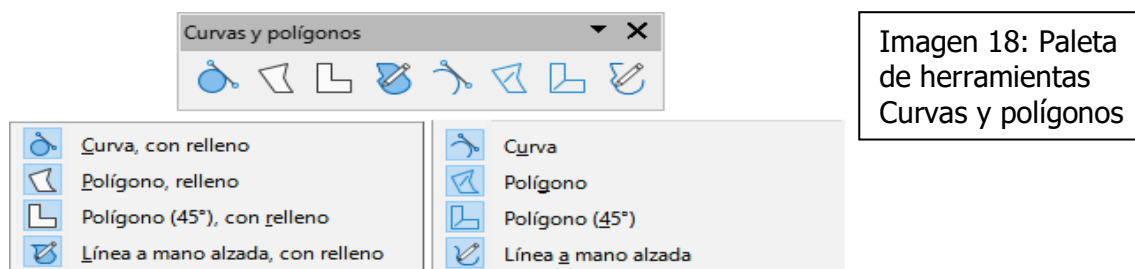 Curvas y polígonos
Imagen 18: Paleta
de herramientas
Curvas y polígonos
Curva, con relleno
Polígono, relleno
Polígono (45°), con relleno
Línea a mano alzada, con relleno
Curva
Polígono
Polígono (45°)
Línea a mano alzada